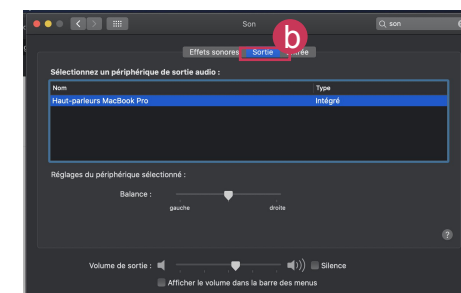 Son
son
b
Effets sonores Sortie
Sélectionnez un périphérique de sortie audio :
Nom Type
Haut-parleurs MacBook Pro Intégré
Réglages du périphérique sélectionné :
Balance :
gauche droite
?
Volume de sortie : Silence
Afficher le volume dans la barre des menus